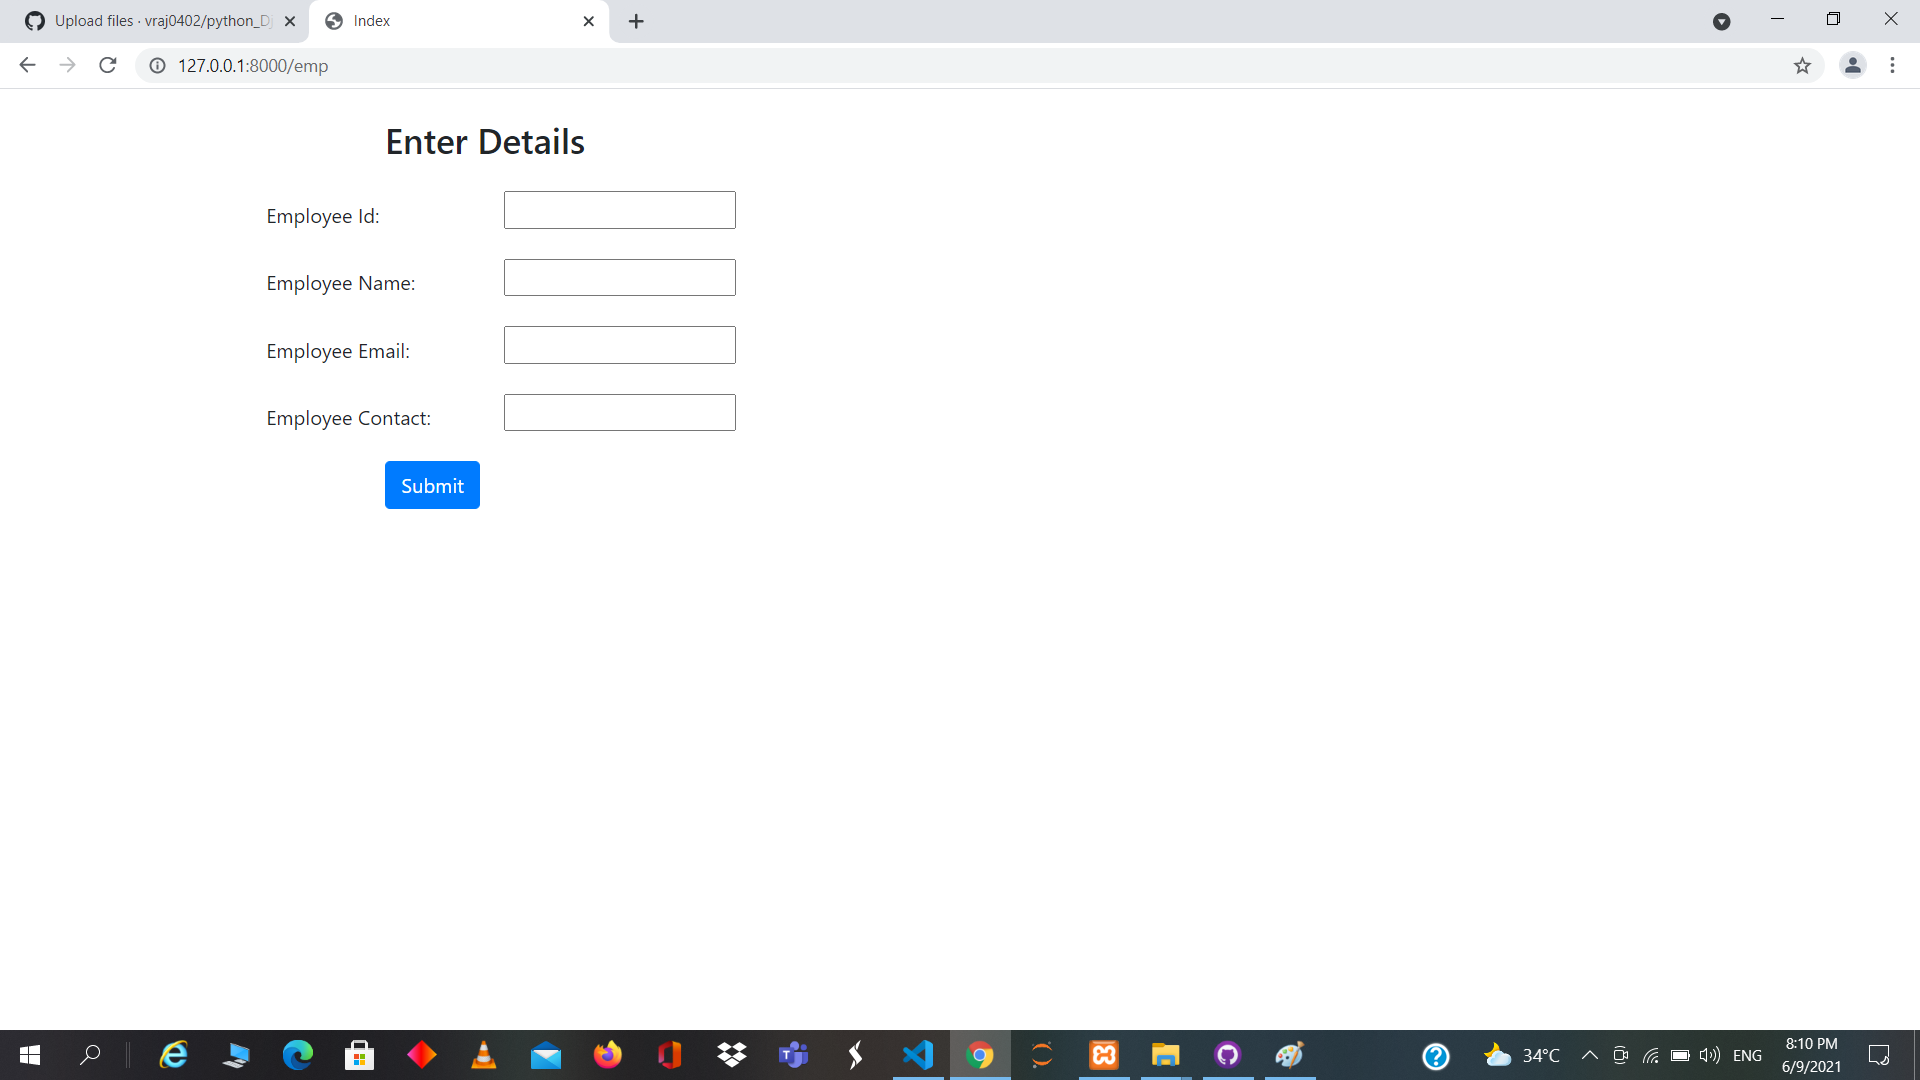 Upload files · vraj0402/python_Dj
Index
127.0.0.1:8000/emp
Enter Details
Employee Id:
Employee Name:
Employee Email:
Employee Contact:
Submit
34°C
ENG
8:10 PM
6/9/2021